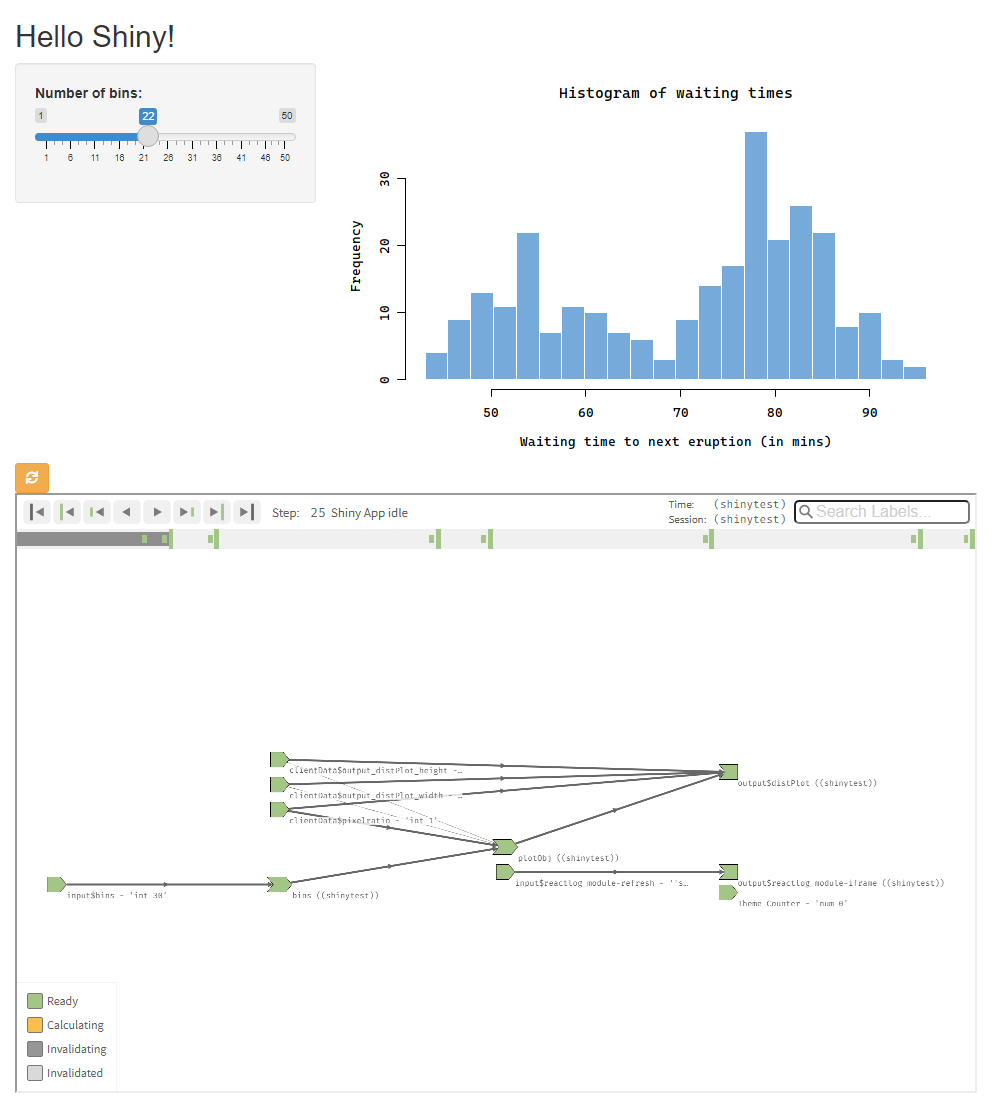 Hello Shiny!
Number of bins:
1 22 50
1 6 11 16 21 26 31 36 41 46 50
Histogram of waiting times
Frequency
0 10 20 30
50 60 70 80 90
Waiting time to next eruption (in mins)
Step: 25 Shiny App idle
Time: (shinytest)
Session: (shinytest)
Search Labels...
clientData$output_distPlot_height -…
clientData$output_distPlot_width - …
clientData$pixelratio - 'int 1'
output$distPlot ((shinytest))
plotObj ((shinytest))
input$reactlog_module-refresh - ''s…
output$reactlog_module-iframe ((shinytest))
input$bins - 'int 30'
bins ((shinytest))
Theme Counter - 'num 0'
Ready
Calculating
Invalidating
Invalidated